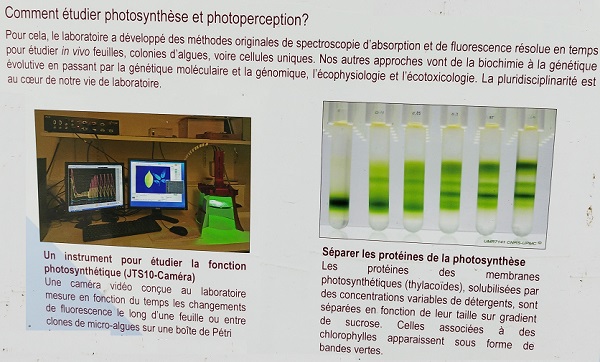 Comment étudier photosynthèse et photoperception?
Pour cela, le laboratoire a développé des méthodes originales de spectroscopie d'absorption et de fluorescence résolue en temps
pour étudier in vivo feuilles, colonies d'algues, voire cellules uniques. Nos autres approches vont de la biochimie à la génétique
évolutive en passant par la génétique moléculaire et la génomique, l'écophysiologie et l'écotoxicologie. La pluridisciplinarité est
au cœur de notre vie de laboratoire.
Un instrument pour étudier la fonction
photosynthétique (JTS10-Caméra)
Une caméra vidéo conçue au laboratoire
mesure en fonction du temps les changements
de fluorescence le long d'une feuille ou entre
clones de micro-algues sur une boîte de Pétri
Séparer les protéines de la photosynthèse
Les protéines des membranes
photosynthétiques (thylacoïdes), solubilisées par
des concentrations variables de détergents, sont
séparées en fonction de leur taille sur gradient
de sucrose. Celles associées à des
chlorophylles apparaissent sous forme de
bandes vertes.